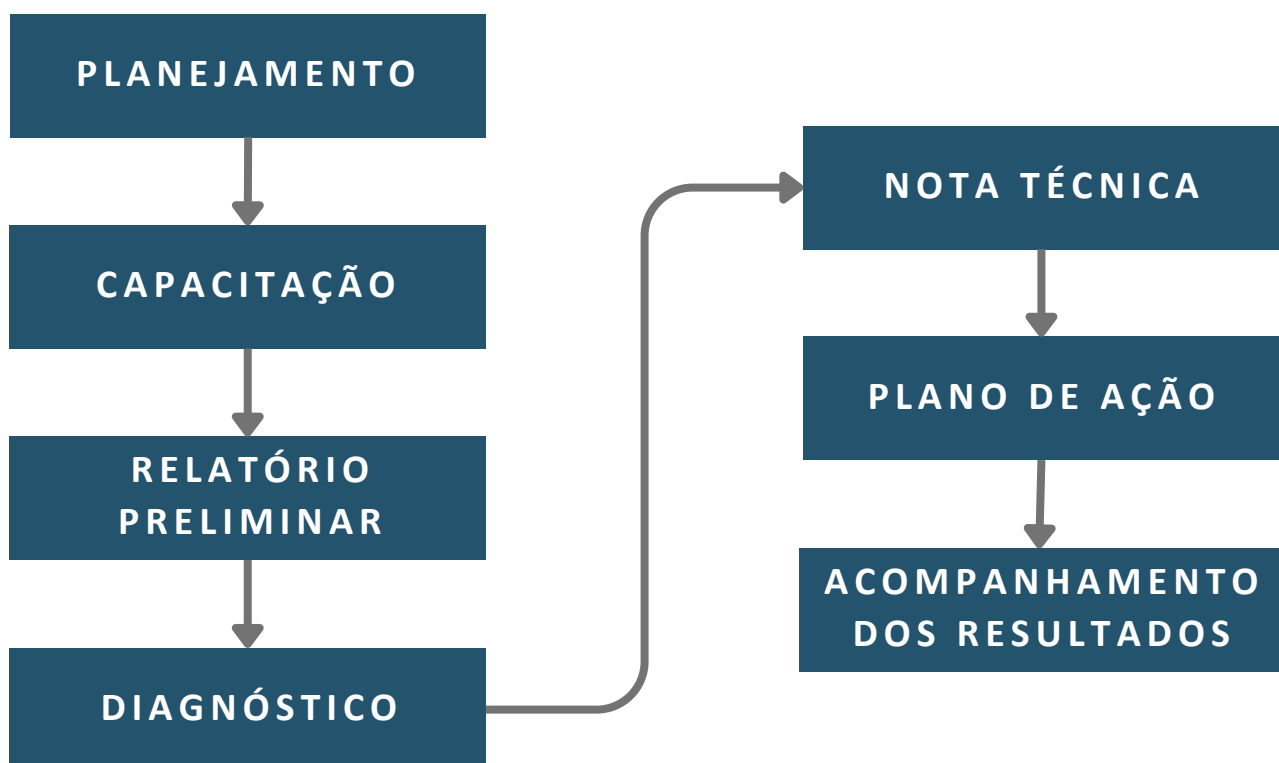 PLANEJAMENTO
CAPACITAÇÃO
RELATÓRIO
PRELIMINAR
DIAGNÓSTICO
NOTA TÉCNICA
PLANO DE AÇÃO
ACOMPANHAMENTO
DOS RESULTADOS